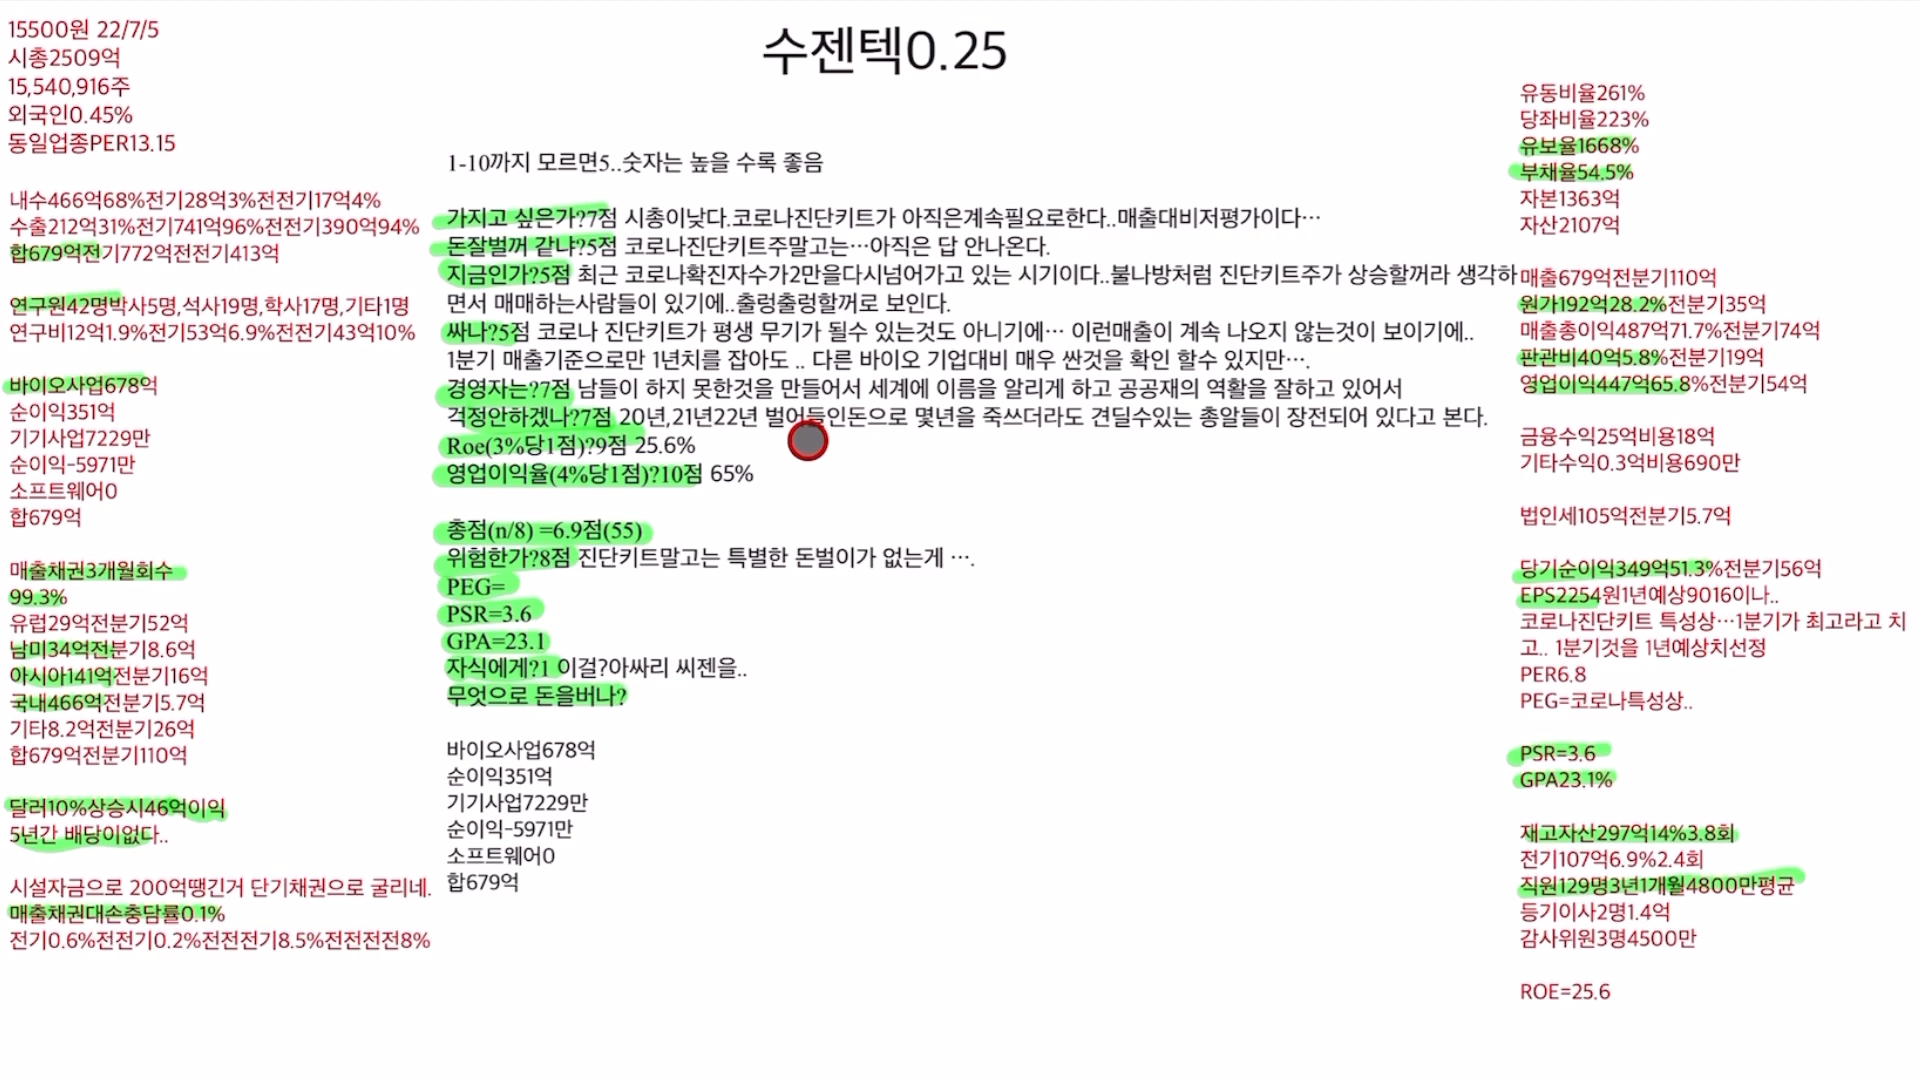 수젠텍0.25
15500원 22/7/5
시총2509억
15,540,916주
외국인0.45%
동일업종PER13.15
내수466억68%전기28억3%전전기17억4%
수출212억31%전기741억96%전전기390억94%
합679억전기772억전전기413억
연구원42명박사5명,석사19명,학사17명,기타1명
연구비12억1.9%전기53억6.9%전전기43억10%
바이오사업678억
순이익351억
기기사업7229만
순이익-5971만
소프트웨어0
합679억
매출채권3개월회수
99.3%
유럽29억전분기52억
남미34억전분기8.6억
아시아141억전분기16억
국내466억전분기5.7억
기타8.2억전분기26억
합679억전분기110억
달러10%상승시46억이익
5년간 배당이없다..
시설자금으로 200억땡긴거 단기채권으로 굴리네.
매출채권대손충담률0.1%
전기0.6%전전기0.2%전전전기8.5%전전전전8%
1-10까지 모르면5..숫자는 높을 수록 좋음
가지고 싶은가?7점 시총이낮다.코로나진단키트가 아직은계속필요로한다..매출대비저평가이다…
돈잘벌꺼 같냐?5점 코로나진단키트주말고는…아직은 답 안나온다.
지금인가?5점 최근 코로나확진자수가2만을다시넘어가고 있는 시기이다..불나방처럼 진단키트주가 상승할꺼라 생각하
면서 매매하는사람들이 있기에..출렁출렁할꺼로 보인다.
싸나?5점 코로나 진단키트가 평생 무기가 될수 있는것도 아니기에… 이런매출이 계속 나오지 않는것이 보이기에..
1분기 매출기준으로만 1년치를 잡아도 .. 다른 바이오 기업대비 매우 싼것을 확인 할수 있지만….
경영자는?7점 남들이 하지 못한것을 만들어서 세계에 이름을 알리게 하고 공공재의 역활을 잘하고 있어서
걱정안하겠나?7점 20년,21년22년 벌어들인돈으로 몇년을 죽쓰더라도 견딜수있는 총알들이 장전되어 있다고 본다.
Roe(3%당1점)?9점 25.6%
영업이익율(4%당1점)?10점 65%
총점(n/8) =6.9점(55)
위험한가?8점 진단키트말고는 특별한 돈벌이가 없는게 ….
PEG=
PSR=3.6
GPA=23.1
자식에게?1 이걸?아싸리 씨젠을..
무엇으로 돈을버나?
바이오사업678억
순이익351억
기기사업7229만
순이익-5971만
소프트웨어0
합679억
유동비율261%
당좌비율223%
유보율1668%
부채율54.5%
자본1363억
자산2107억
매출679억전분기110억
원가192억28.2%전분기35억
매출총이익487억71.7%전분기74억
판관비40억5.8%전분기19억
영업이익447억65.8%전분기54억
금융수익25억비용18억
기타수익0.3억비용690만
법인세105억전분기5.7억
당기순이익349억51.3%전분기56억
EPS2254원1년예상9016이나..
코로나진단키트 특성상…1분기가 최고라고 치
고.. 1분기것을 1년예상치선정
PER6.8
PEG=코로나특성상..
PSR=3.6
GPA23.1%
재고자산297억14%3.8회
전기107억6.9%2.4회
직원129명3년1개월4800만평균
등기이사2명1.4억
감사위원3명4500만
ROE=25.6